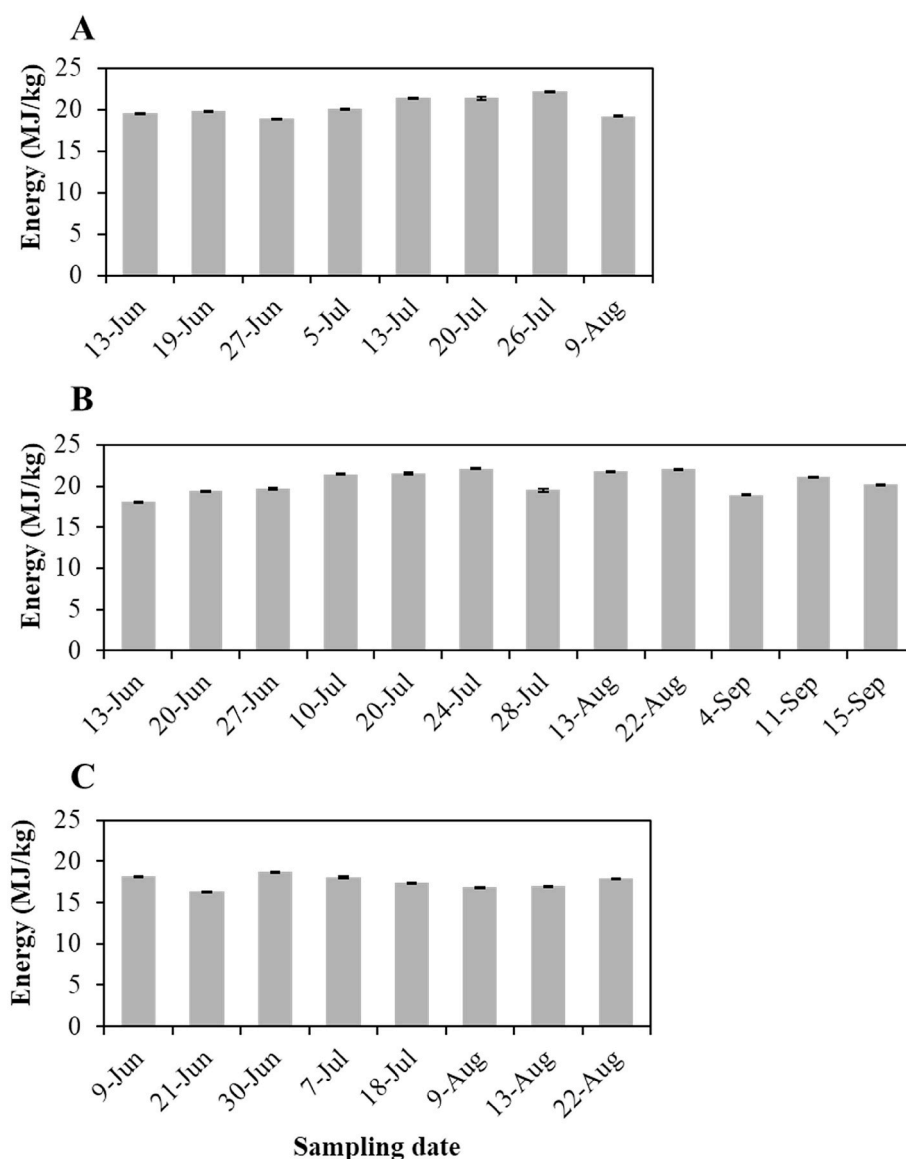 A
Energy (MJ/kg)
25
20
15
10
5
0
13-Jun
19-Jun
27-Jun
5-Jul
13-Jul
20-Jul
26-Jul
9-Aug
B
Energy (MJ/kg)
25
20
15
10
5
0
13-Jun
20-Jun
27-Jun
10-Jul
20-Jul
24-Jul
28-Jul
13-Aug
22-Aug
4-Sep
11-Sep
15-Sep
C
Energy (MJ/kg)
25
20
15
10
5
0
9-Jun
21-Jun
30-Jun
7-Jul
18-Jul
9-Aug
13-Aug
22-Aug
Sampling date